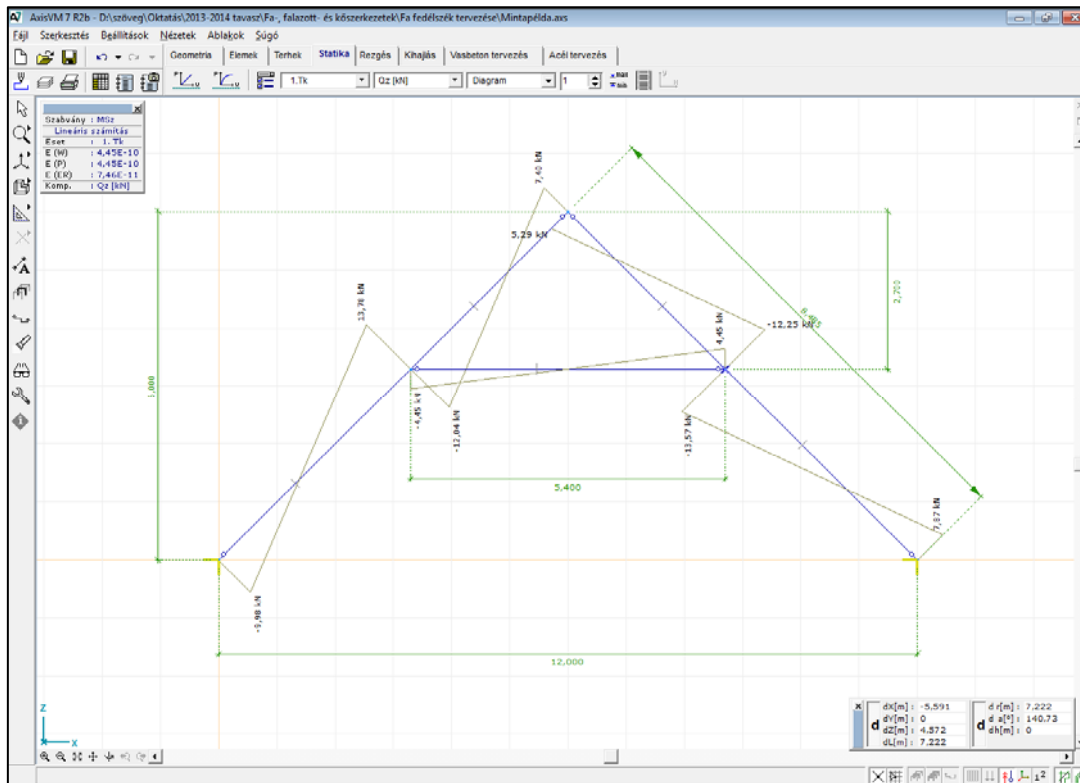 AxisVM 7 R2b - D:\szöveg\Oktatás\2013-2014 tavasz\Fa-, falazott- és kőszerkezetek\Fa fedélszék tervezése\Mintapélda.axs
Fájl Szerkesztés Beállítások Nézetek Ablakok Súgó
Geometria Elemek Terhek Statika Rezgés Kihajlás Vasbeton tervezés Acél tervezés
1.Tk Qz [kN] Diagram 1
Szabvány : MSz
Lineáris számítás
Eset : 1. Tk
E (W) : 4,45E-10
E (P) : 4,45E-10
E (ER) : 7,46E-11
Komp. : Qz [kN]
7,40 kN
5,29 kN
2,700
8,485
13,78 kN
4,45 kN
-12,25 kN
-4,45 kN
-12,04 kN
-13,57 kN
5,400
7,87 kN
-9,98 kN
12,000
Z
X
d
dX[m] : -5,591
dY[m] : 0
dZ[m] : 4,572
dL[m] : 7,222
d
d r[m] : 7,222
d a[°] : 140.73
dh[m] : 0